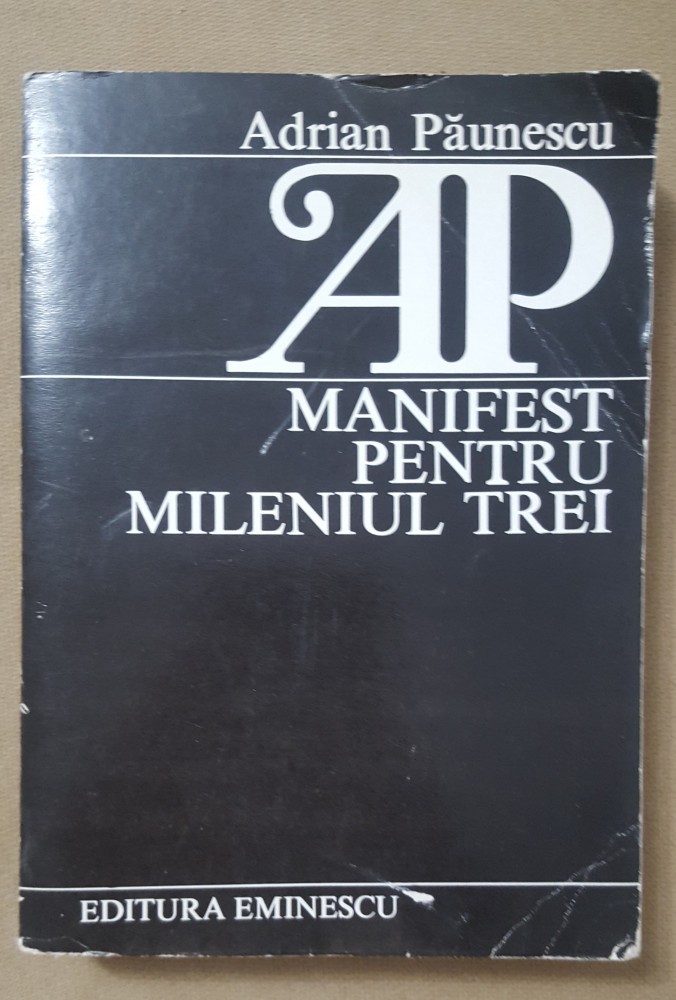 Adrian Păunescu
AP
MANIFEST
PENTRU
MILENIUL TREI
EDITURA EMINESCU